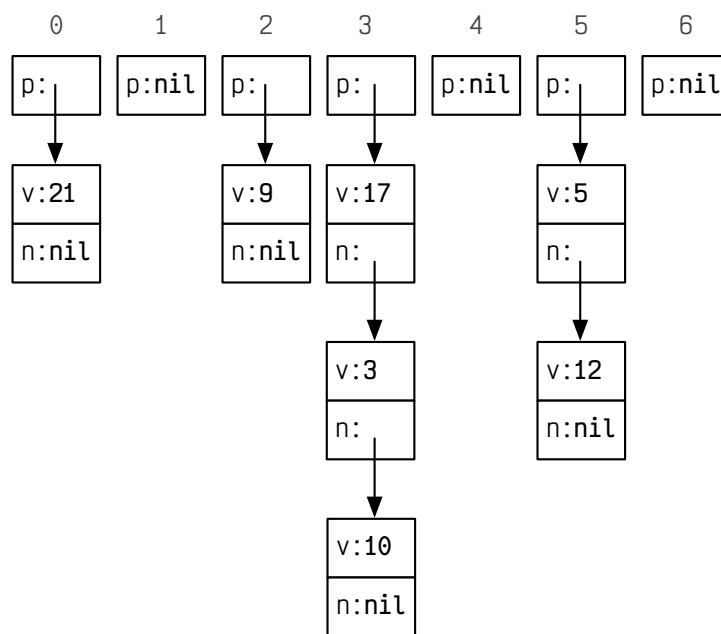 0 1 2 3 4 5 6
p: p:nil p: p: p:nil p: p:nil
v:21 v:9 v:17 v:5
n:nil n:nil n: n:
v:3 v:12
n: n:nil
v:10
n:nil